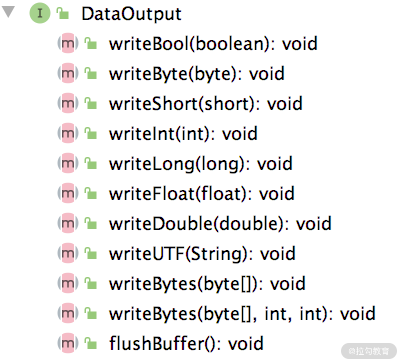 I DataOutput
m writeBool(boolean): void
m writeByte(byte): void
m writeShort(short): void
m writeInt(int): void
m writeLong(long): void
m writeFloat(float): void
m writeDouble(double): void
m writeUTF(String): void
m writeBytes(byte[]): void
m writeBytes(byte[], int, int): void
m flushBuffer(): void
@拉勾教育